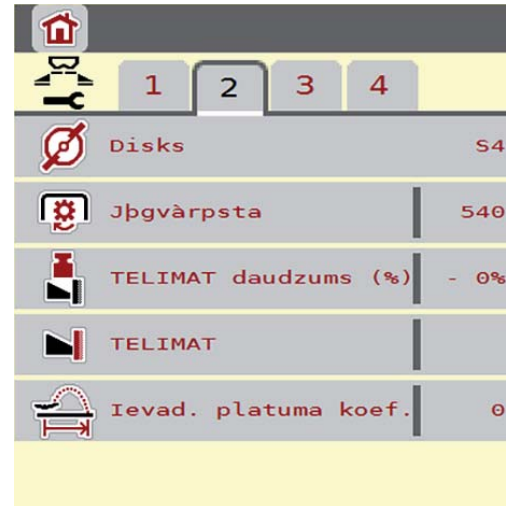 1 2 3 4
Disks S4
Jþgvàrpsta 540
TELIMAT daudzums (%) - 0%
TELIMAT
Ievad. platuma koef. 0